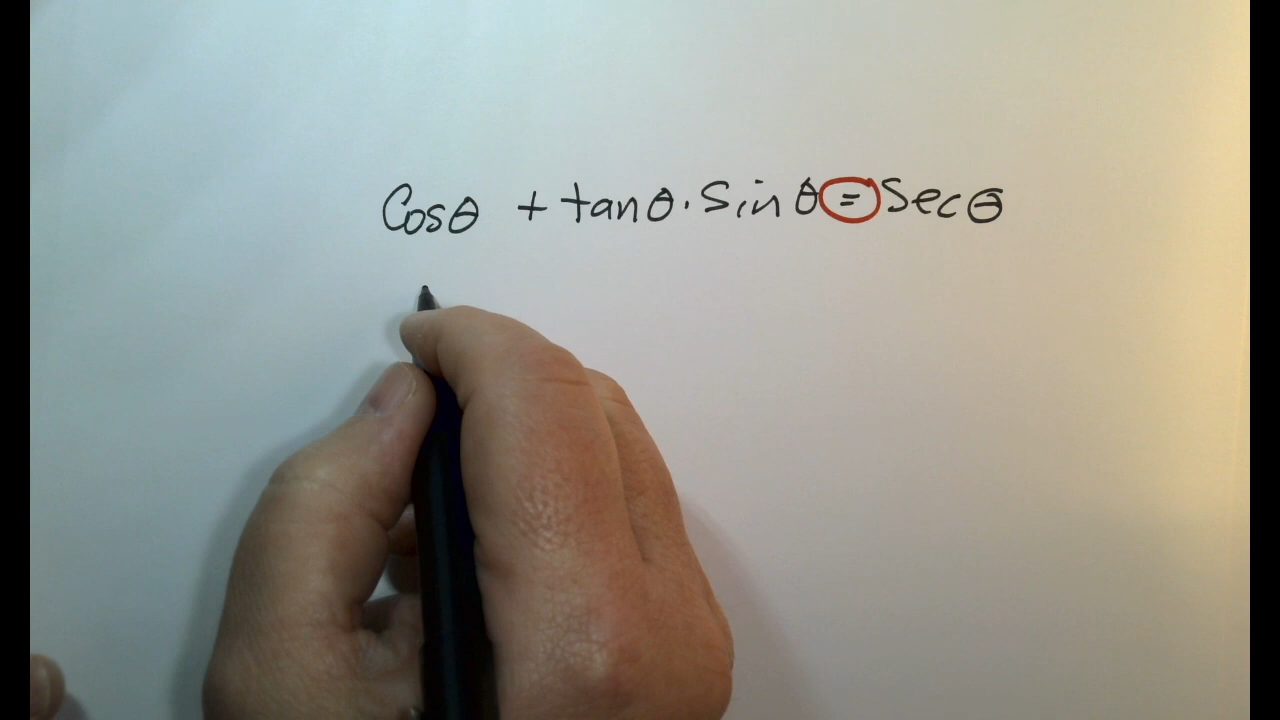 Cosθ + tanθ·Sinθ = Secθ